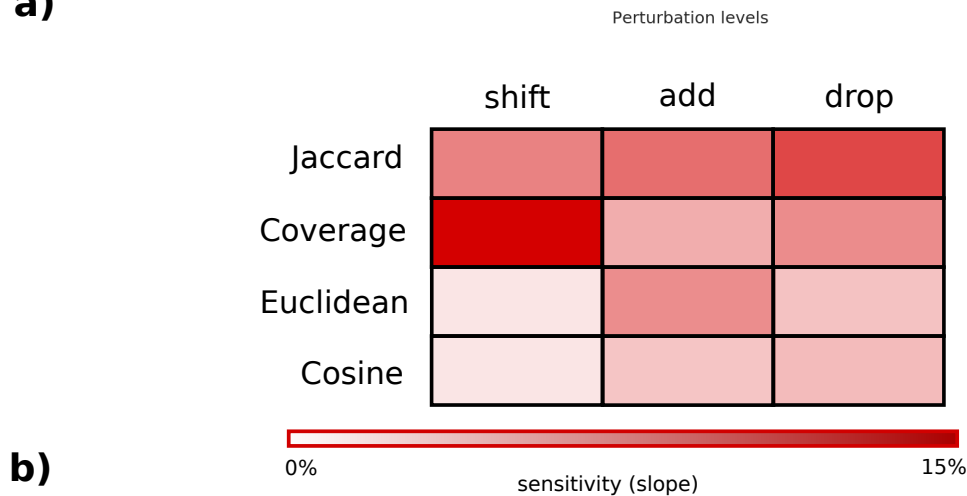 a)
Perturbation levels
shift add drop
Jaccard
Coverage
Euclidean
Cosine
0% 15%
b)
sensitivity (slope)